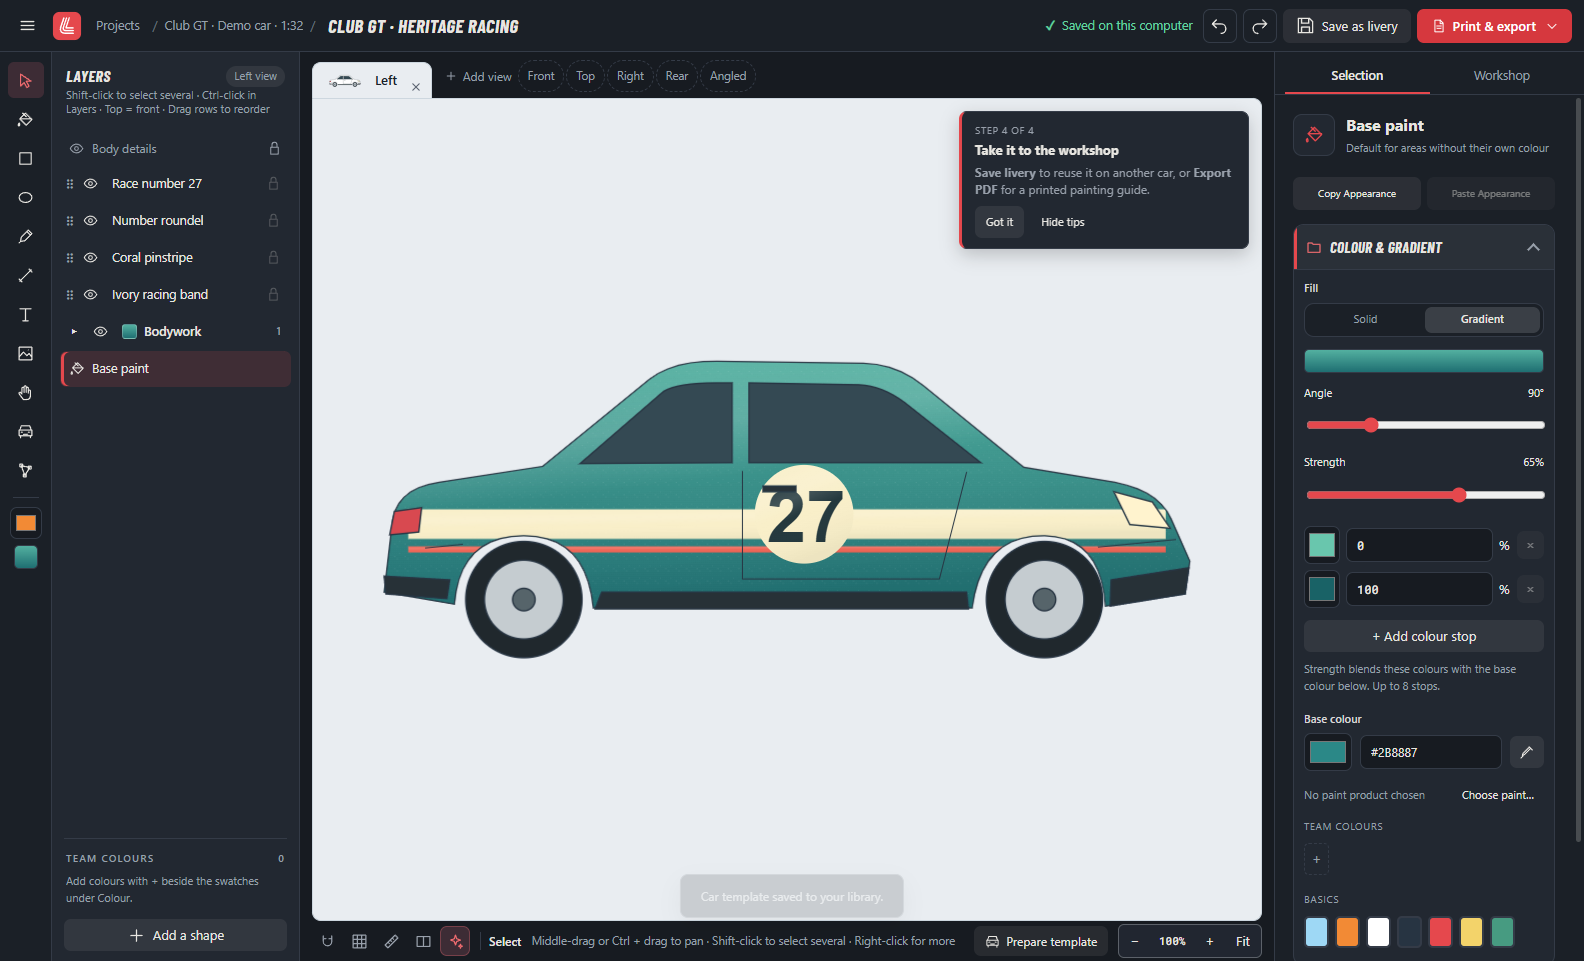 Projects / Club GT · Demo car · 1:32 / CLUB GT · HERITAGE RACING
✓ Saved on this computer
Save as livery
Print & export
LAYERS
Left view
Shift-click to select several · Ctrl-click in
Layers · Top = front · Drag rows to reorder
Body details
Race number 27
Number roundel
Coral pinstripe
Ivory racing band
Bodywork 1
Base paint
TEAM COLOURS 0
Add colours with + beside the swatches
under Colour.
+ Add a shape
Left ×
+ Add view
Front
Top
Right
Rear
Angled
STEP 4 OF 4
Take it to the workshop
Save livery to reuse it on another car, or Export
PDF for a printed painting guide.
Got it
Hide tips
27
Car template saved to your library.
Select Middle-drag or Ctrl + drag to pan · Shift-click to select several · Right-click for more
Prepare template
− 100% + Fit
Selection
Workshop
Base paint
Default for areas without their own colour
Copy Appearance
Paste Appearance
COLOUR & GRADIENT
Fill
Solid
Gradient
Angle 90°
Strength 65%
0 % ×
100 % ×
+ Add colour stop
Strength blends these colours with the base
colour below. Up to 8 stops.
Base colour
#2B8887
No paint product chosen
Choose paint...
TEAM COLOURS
+
BASICS